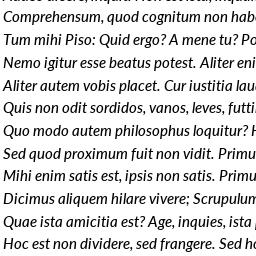 Comprehensum, quod cognitum non hab
Tum mihi Piso: Quid ergo? A mene tu? Po
Nemo igitur esse beatus potest. Aliter eni
Aliter autem vobis placet. Cur iustitia lau
Quis non odit sordidos, vanos, leves, futti
Quo modo autem philosophus loquitur? H
Sed quod proximum fuit non vidit. Primu
Mihi enim satis est, ipsis non satis. Primu
Dicimus aliquem hilare vivere; Scrupulum
Quae ista amicitia est? Age, inquies, ista
Hoc est non dividere, sed frangere. Sed h